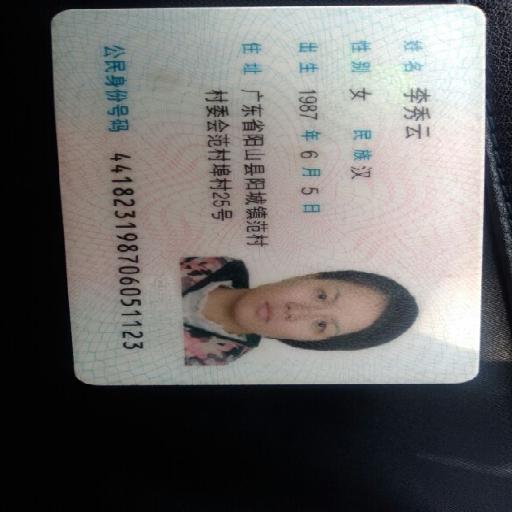 姓名 李秀云
性别 女 民族 汉
出生 1987 年 6 月 5 日
住址 广东省阳山县阳城镇范村
村委会范村埠村25号
公民身份号码 441823198706051123